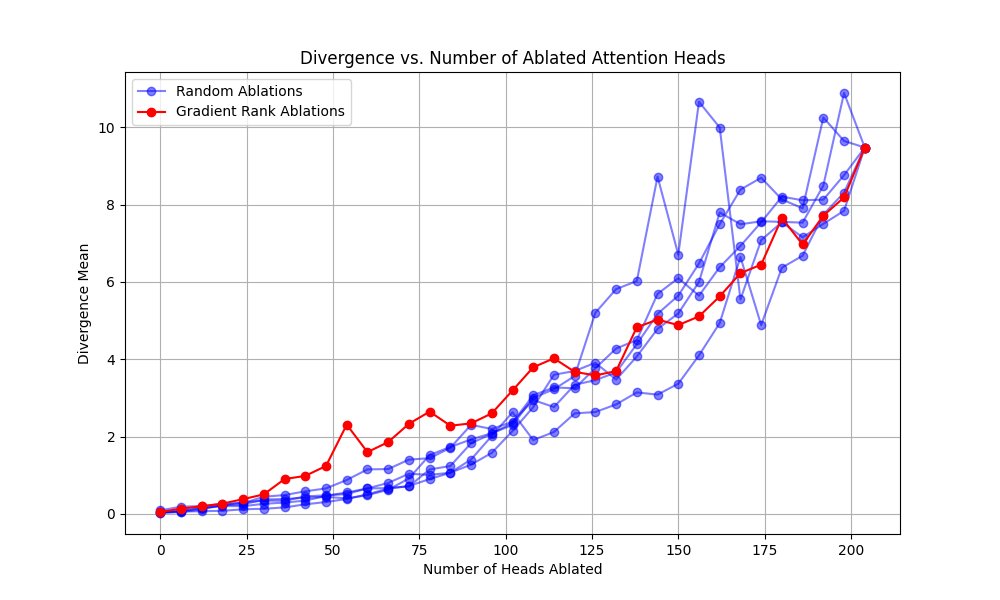 Divergence vs. Number of Ablated Attention Heads
Random Ablations
Gradient Rank Ablations
Divergence Mean
10
8
6
4
2
0
0 25 50 75 100 125 150 175 200
Number of Heads Ablated